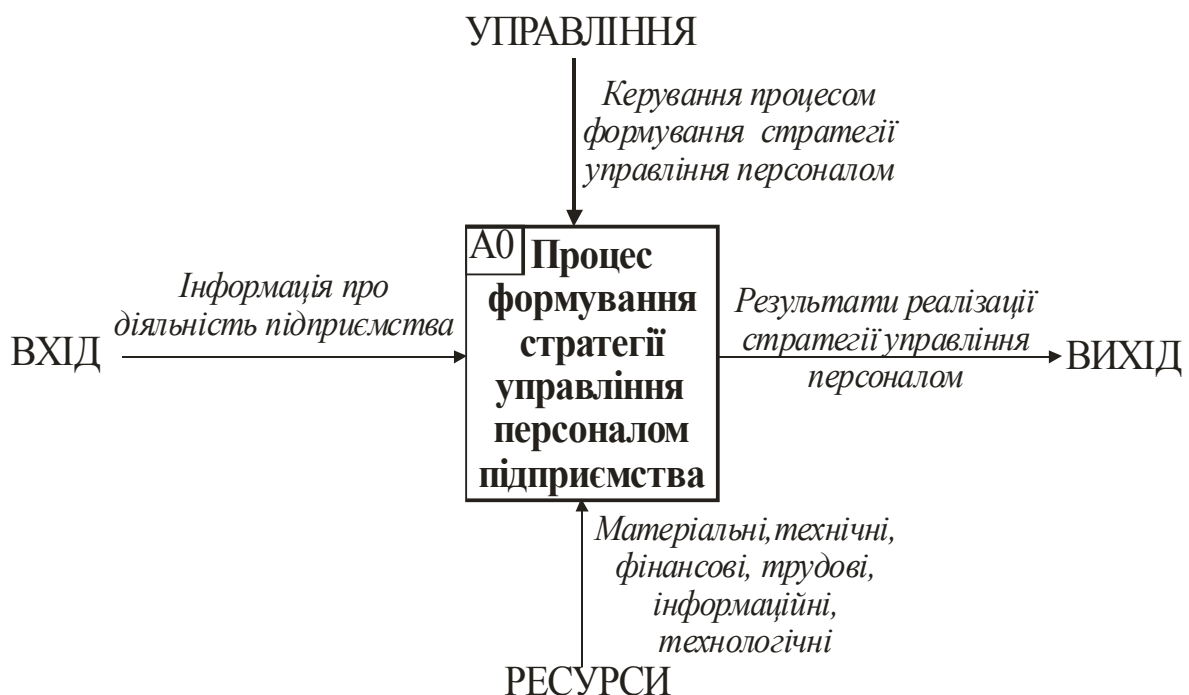 УПРАВЛІННЯ
Керування процесом
формування стратегії
управління персоналом
А0
Процес
формування
стратегії
управління
персоналом
підприємства
Інформація про
діяльність підприємства
ВХІД
Результати реалізації
стратегії управління
персоналом
ВИХІД
Матеріальні, технічні,
фінансові, трудові,
інформаційні,
технологічні
РЕСУРСИ